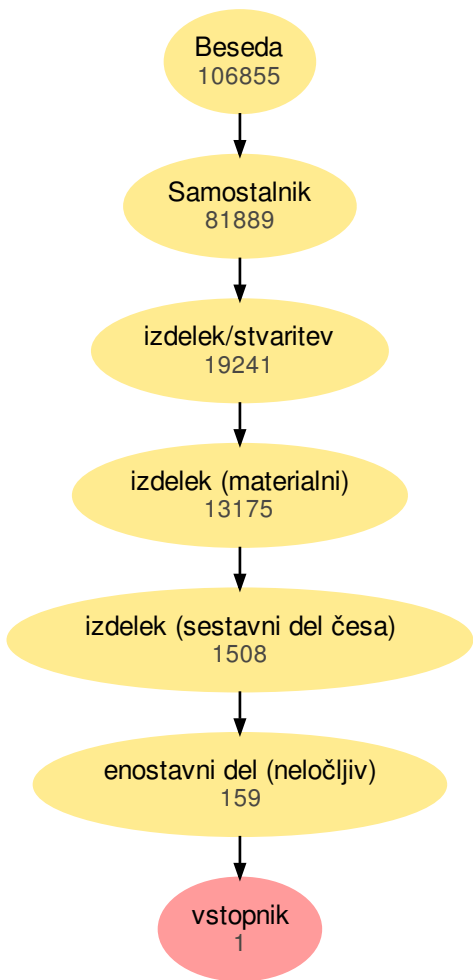 Beseda
106855
Samostalnik
81889
izdelek/stvaritev
19241
izdelek (materialni)
13175
izdelek (sestavni del česa)
1508
enostavni del (neločljiv)
159
vstopnik
1